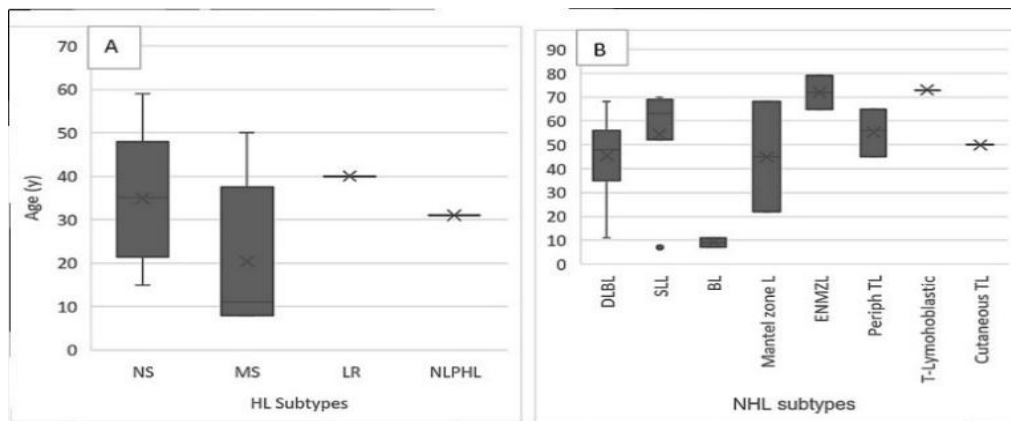 A
70
60
50
40
30
20
10
0
Age (y)
NS MS LR NLPHL
HL Subtypes
B
90
80
70
60
50
40
30
20
10
0
DLBL
SLL
BL
Mantel zone L
ENMZL
Periph TL
T-Lymohoblastic
Cutaneous TL
NHL subtypes